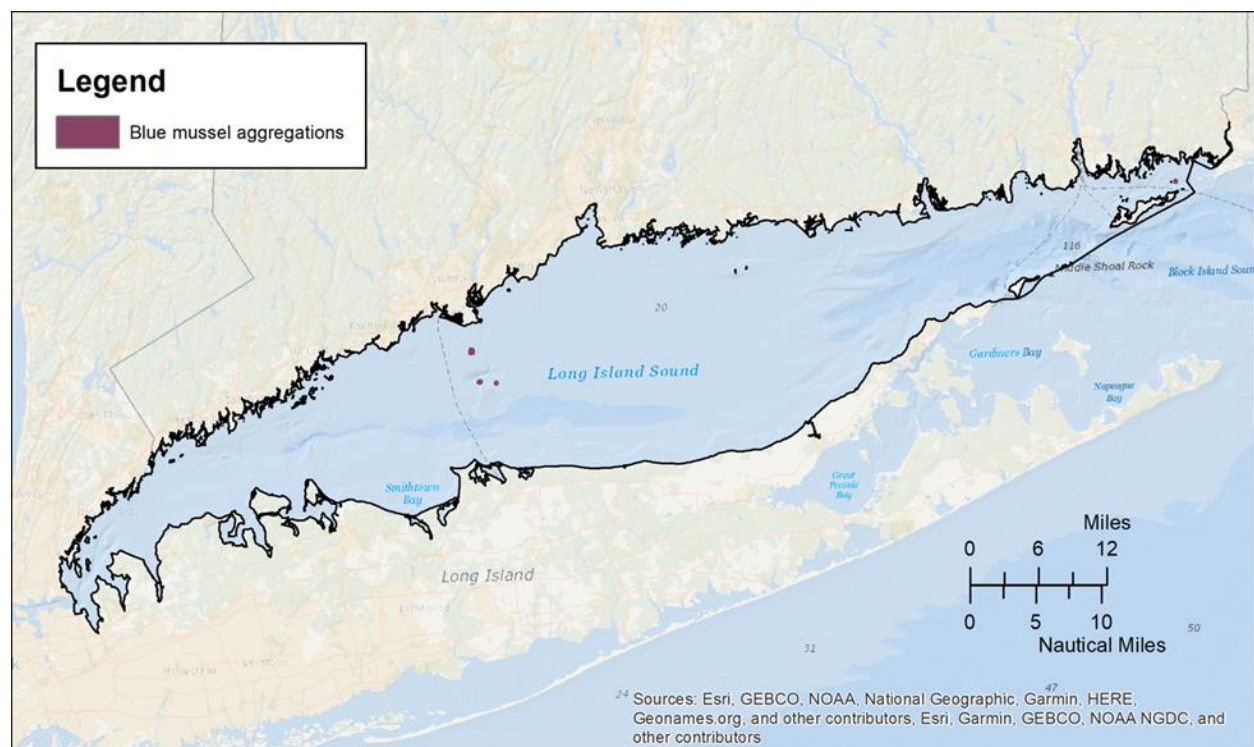 Legend
Blue mussel aggregations
116
Middle Shoal Rock
Block Island Sound
20
Long Island Sound
Gardiners Bay
Napeague
Bay
Smithtown
Bay
Great
Peconic
Bay
Long Island
Miles
0 6 12
0 5 10
Nautical Miles
50
31
24
47
Sources: Esri, GEBCO, NOAA, National Geographic, Garmin, HERE,
Geonames.org, and other contributors, Esri, Garmin, GEBCO, NOAA NGDC, and
other contributors